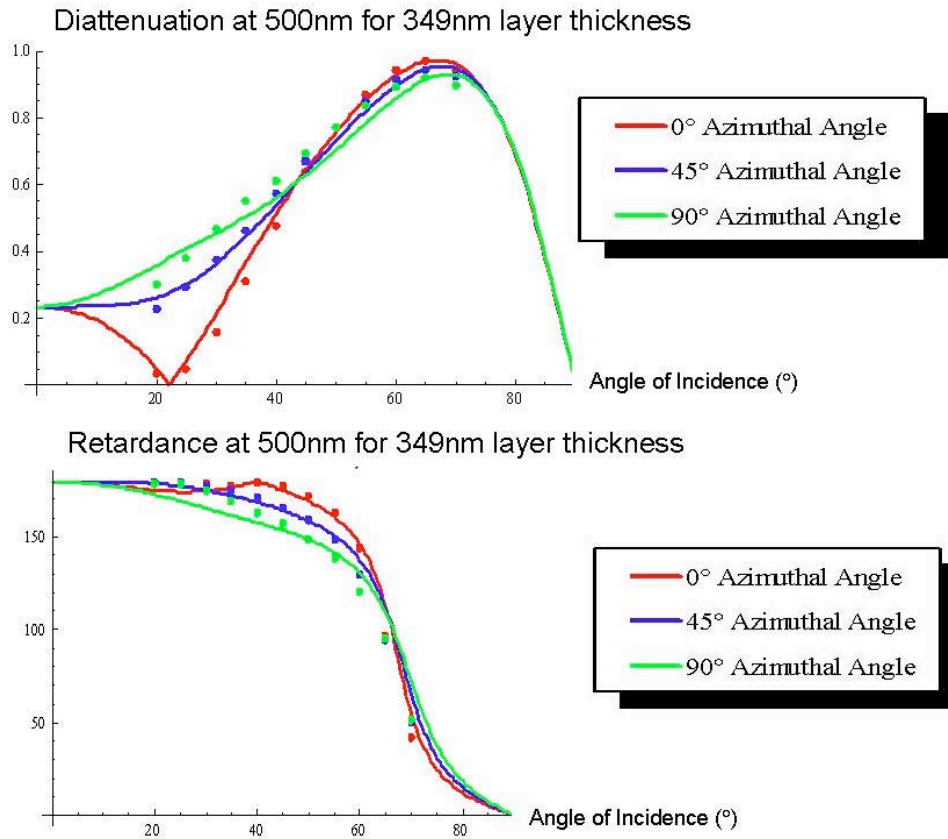 Diattenuation at 500nm for 349nm layer thickness
1.0
0.8
0.6
0.4
0.2
20
40
60
80
Angle of Incidence (°)
0° Azimuthal Angle
45° Azimuthal Angle
90° Azimuthal Angle
Retardance at 500nm for 349nm layer thickness
150
100
50
20
40
60
80
Angle of Incidence (°)
0° Azimuthal Angle
45° Azimuthal Angle
90° Azimuthal Angle